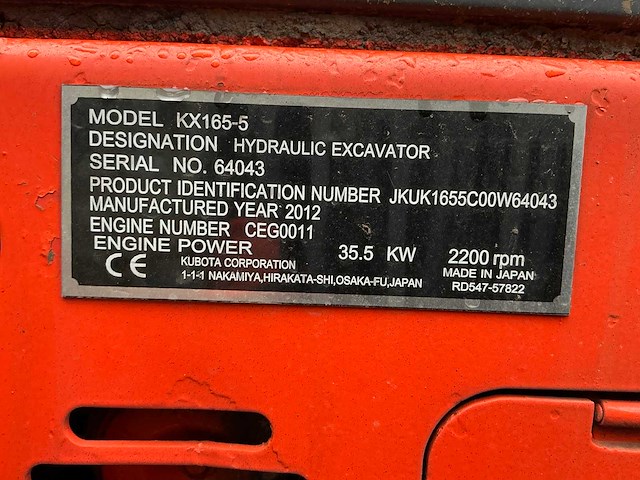 MODEL KX165-5
DESIGNATION HYDRAULIC EXCAVATOR
SERIAL NO. 64043
PRODUCT IDENTIFICATION NUMBER JKUK1655C00W64043
MANUFACTURED YEAR 2012
ENGINE NUMBER CEG0011
ENGINE POWER 35.5 KW 2200 rpm
CE KUBOTA CORPORATION MADE IN JAPAN
1-1-1 NAKAMIYA,HIRAKATA-SHI,OSAKA-FU,JAPAN RD547-57822